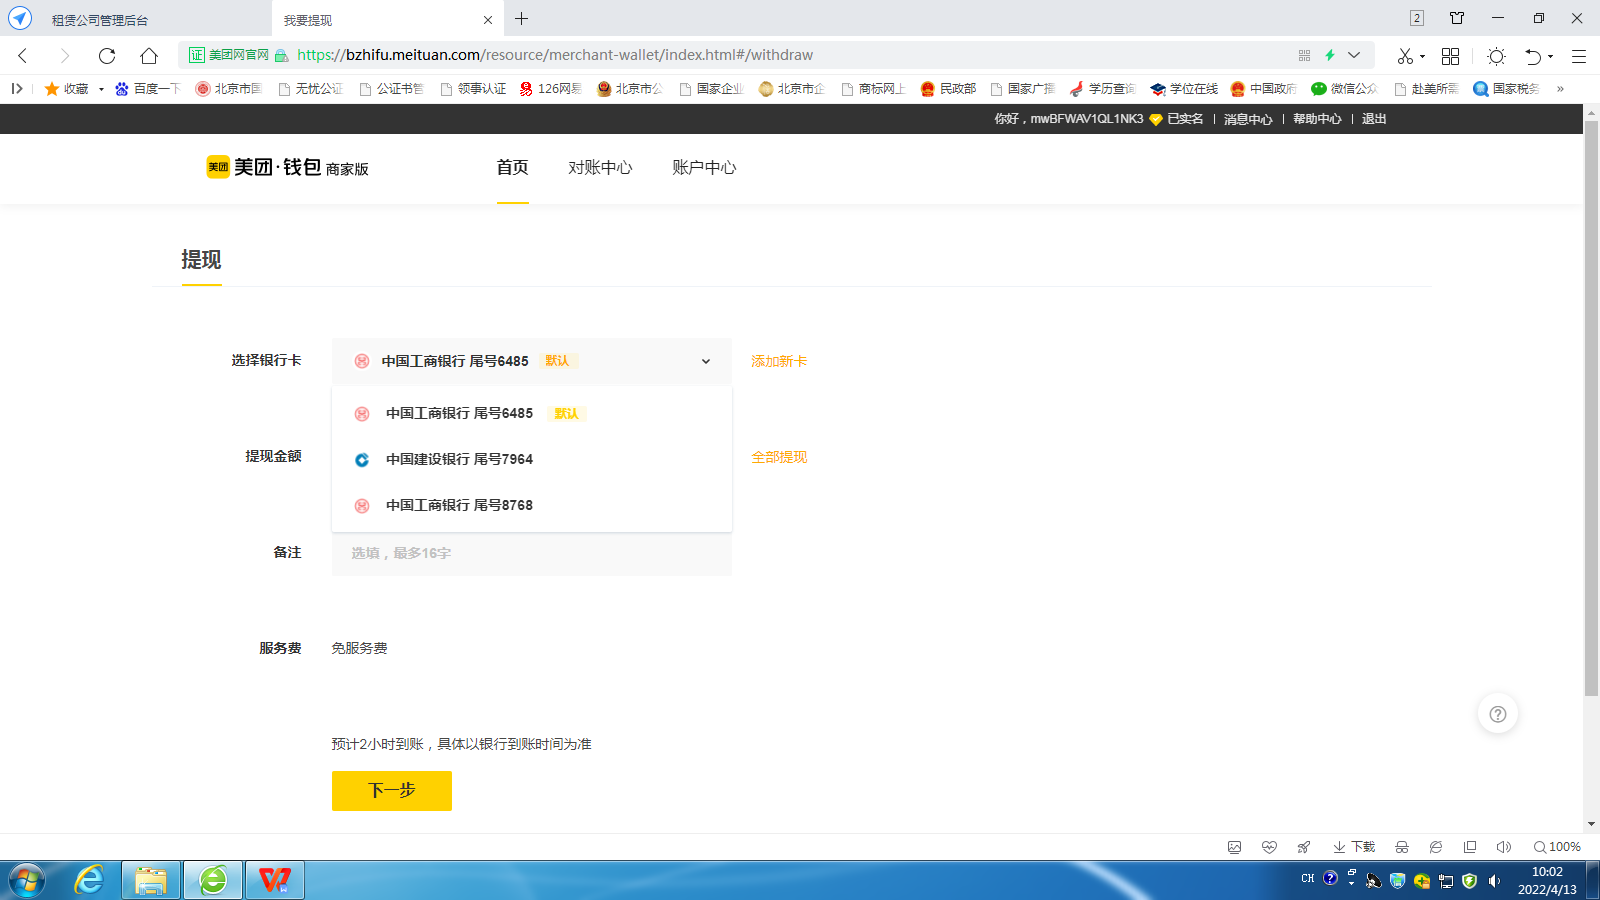 租赁公司管理后台
我要提现
2
证 美团网官网 https://bzhifu.meituan.com/resource/merchant-wallet/index.html#/withdraw
收藏 百度一下 北京市国 无忧公证 公证书管 领事认证 126网易 北京市公 国家企业 北京市企 商标网上 民政部 国家广播 学历查询 学位在线 中国政府 微信公众 赴美所需 国家税务 »
你好，mwBFWAV1QL1NK3 已实名 | 消息中心 | 帮助中心 | 退出
美团 美团·钱包 商家版
首页 对账中心 账户中心
提现
选择银行卡 中国工商银行 尾号6485 默认 添加新卡
中国工商银行 尾号6485 默认
提现金额 全部提现
中国建设银行 尾号7964
中国工商银行 尾号8768
备注 选填，最多16字
服务费 免服务费
预计2小时到账，具体以银行到账时间为准
下一步
下载 100%
CH
10:02
2022/4/13